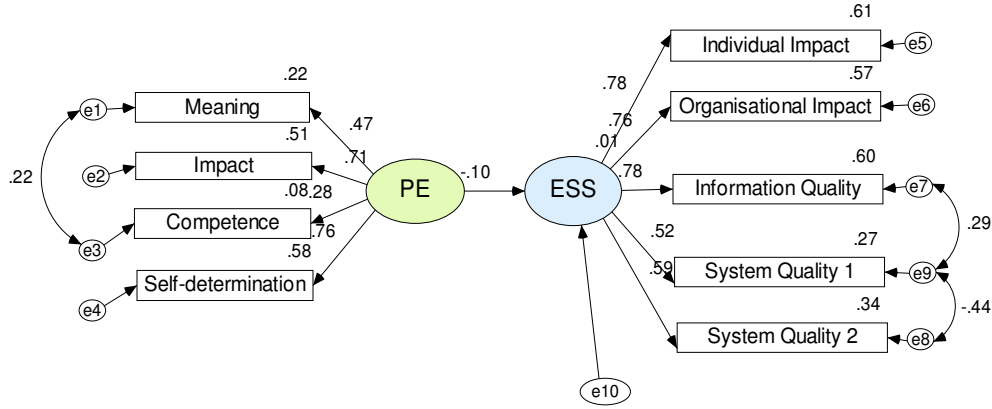 .61
Individual Impact
e5
.22
.78
.57
e1
Meaning
Organisational Impact
e6
.47
.76
.51
.01
e2
Impact
.71
.60
.22
.08
.28
PE
-.10
ESS
.78
Information Quality
e7
Competence
.76
.52
.29
e3
.58
.27
Self-determination
.59
System Quality 1
e9
e4
.34
-.44
System Quality 2
e8
e10